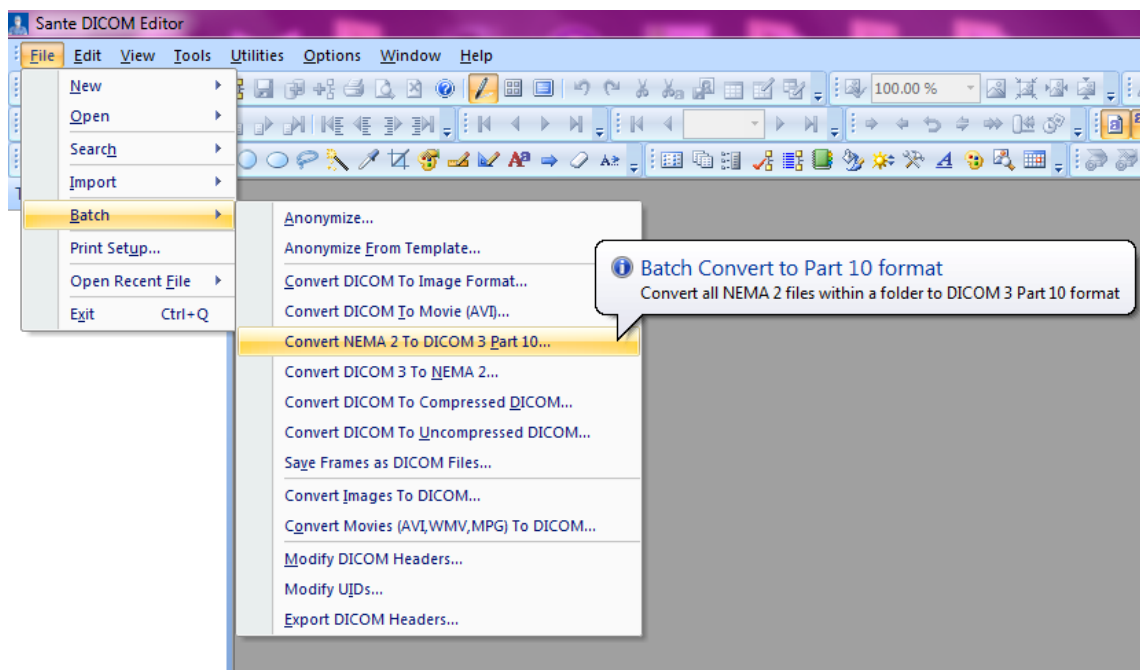 Sante DICOM Editor
File Edit View Tools Utilities Options Window Help
New
Open
Search
Import
Batch
Print Setup...
Open Recent File
Exit Ctrl+Q
100.00 %
Anonymize...
Anonymize From Template...
Convert DICOM To Image Format...
Convert DICOM To Movie (AVI)...
Convert NEMA 2 To DICOM 3 Part 10...
Convert DICOM 3 To NEMA 2...
Convert DICOM To Compressed DICOM...
Convert DICOM To Uncompressed DICOM...
Save Frames as DICOM Files...
Convert Images To DICOM...
Convert Movies (AVI,WMV,MPG) To DICOM...
Modify DICOM Headers...
Modify UIDs...
Export DICOM Headers...
Batch Convert to Part 10 format
Convert all NEMA 2 files within a folder to DICOM 3 Part 10 format